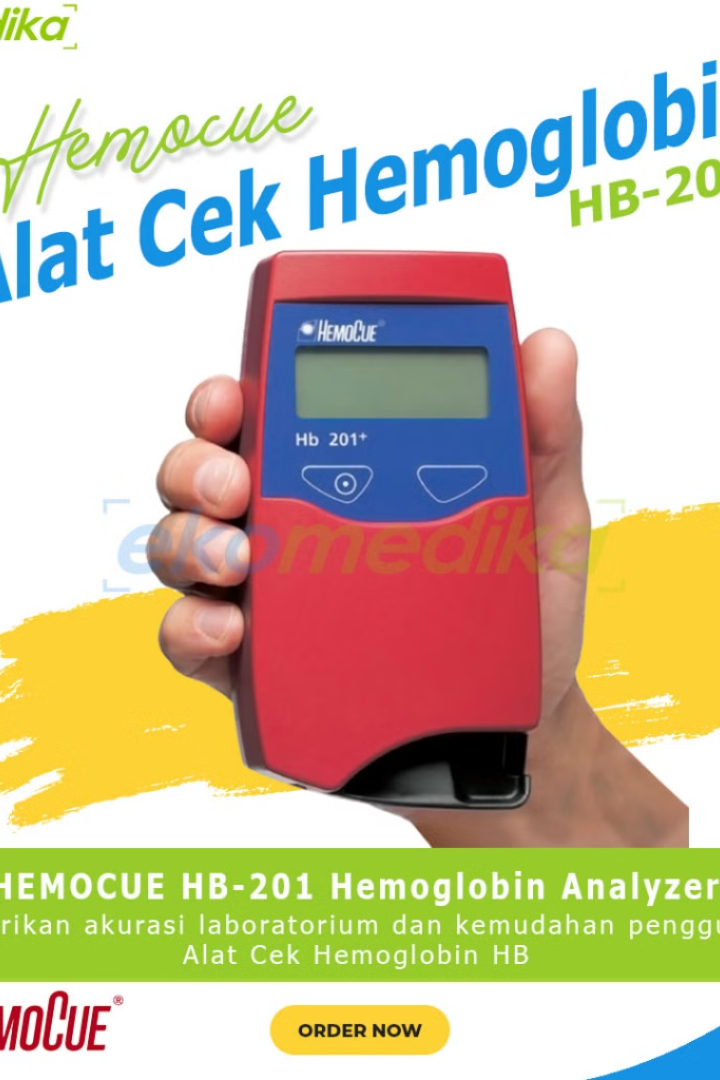 dika
Hemocue
Alat Cek Hemoglobi
HB-20
HEMOCUE®
Hb 201+
ekomedika
HEMOCUE HB-201 Hemoglobin Analyzer
rikan akurasi laboratorium dan kemudahan penggu
Alat Cek Hemoglobin HB
MOCUE®
ORDER NOW